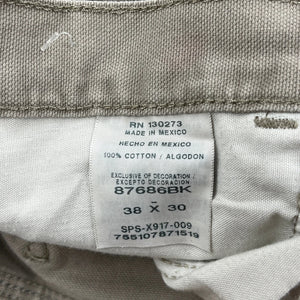 RN 130273
MADE IN MEXICO
HECHO EN MEXICO
100% COTTON / ALGODON
EXCLUSIVE OF DECORATION /
EXCEPTO DECORACION
87686BK
-
38 X 30
SPS-X917-009
755107871519